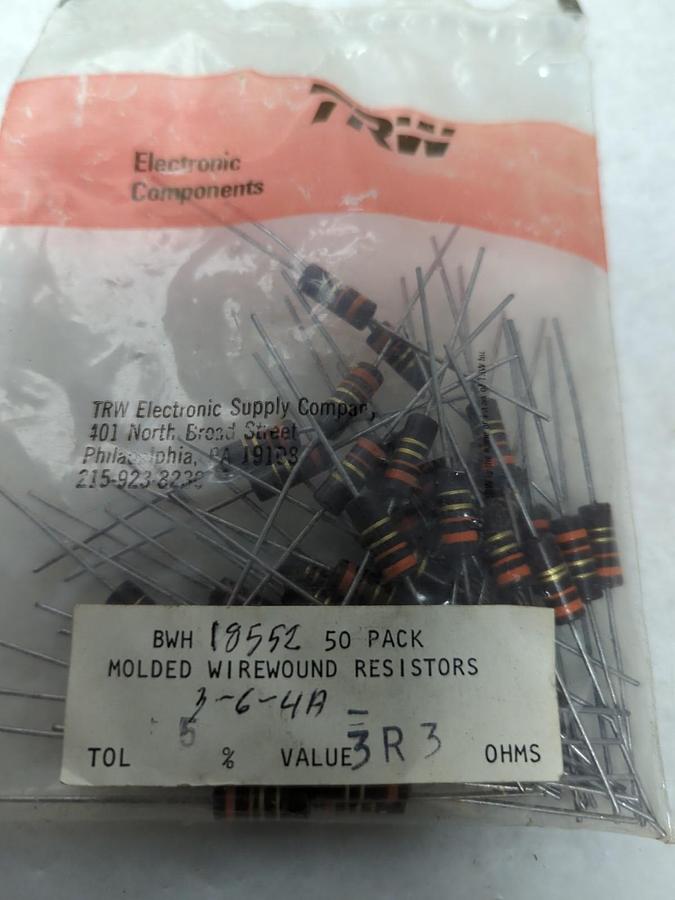 TRW
Electronic
Components
TRW Electronic Supply Company
401 North Broad Street
Philadelphia, PA 19108
215-923-8230
BWH 18552 50 PACK
MOLDED WIREWOUND RESISTORS
3-6-4A
TOL 5 % VALUE 3R3 OHMS